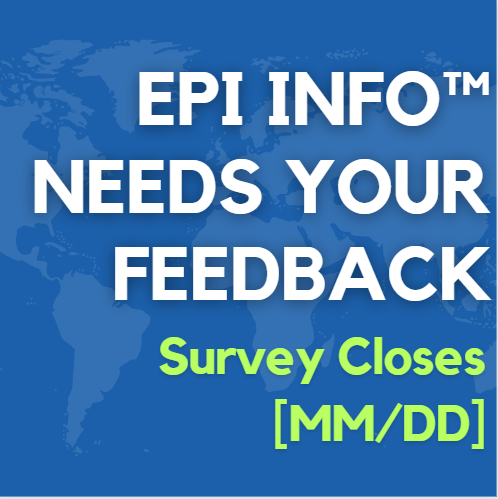 EPI INFO™
NEEDS YOUR
FEEDBACK
Survey Closes
[MM/DD]